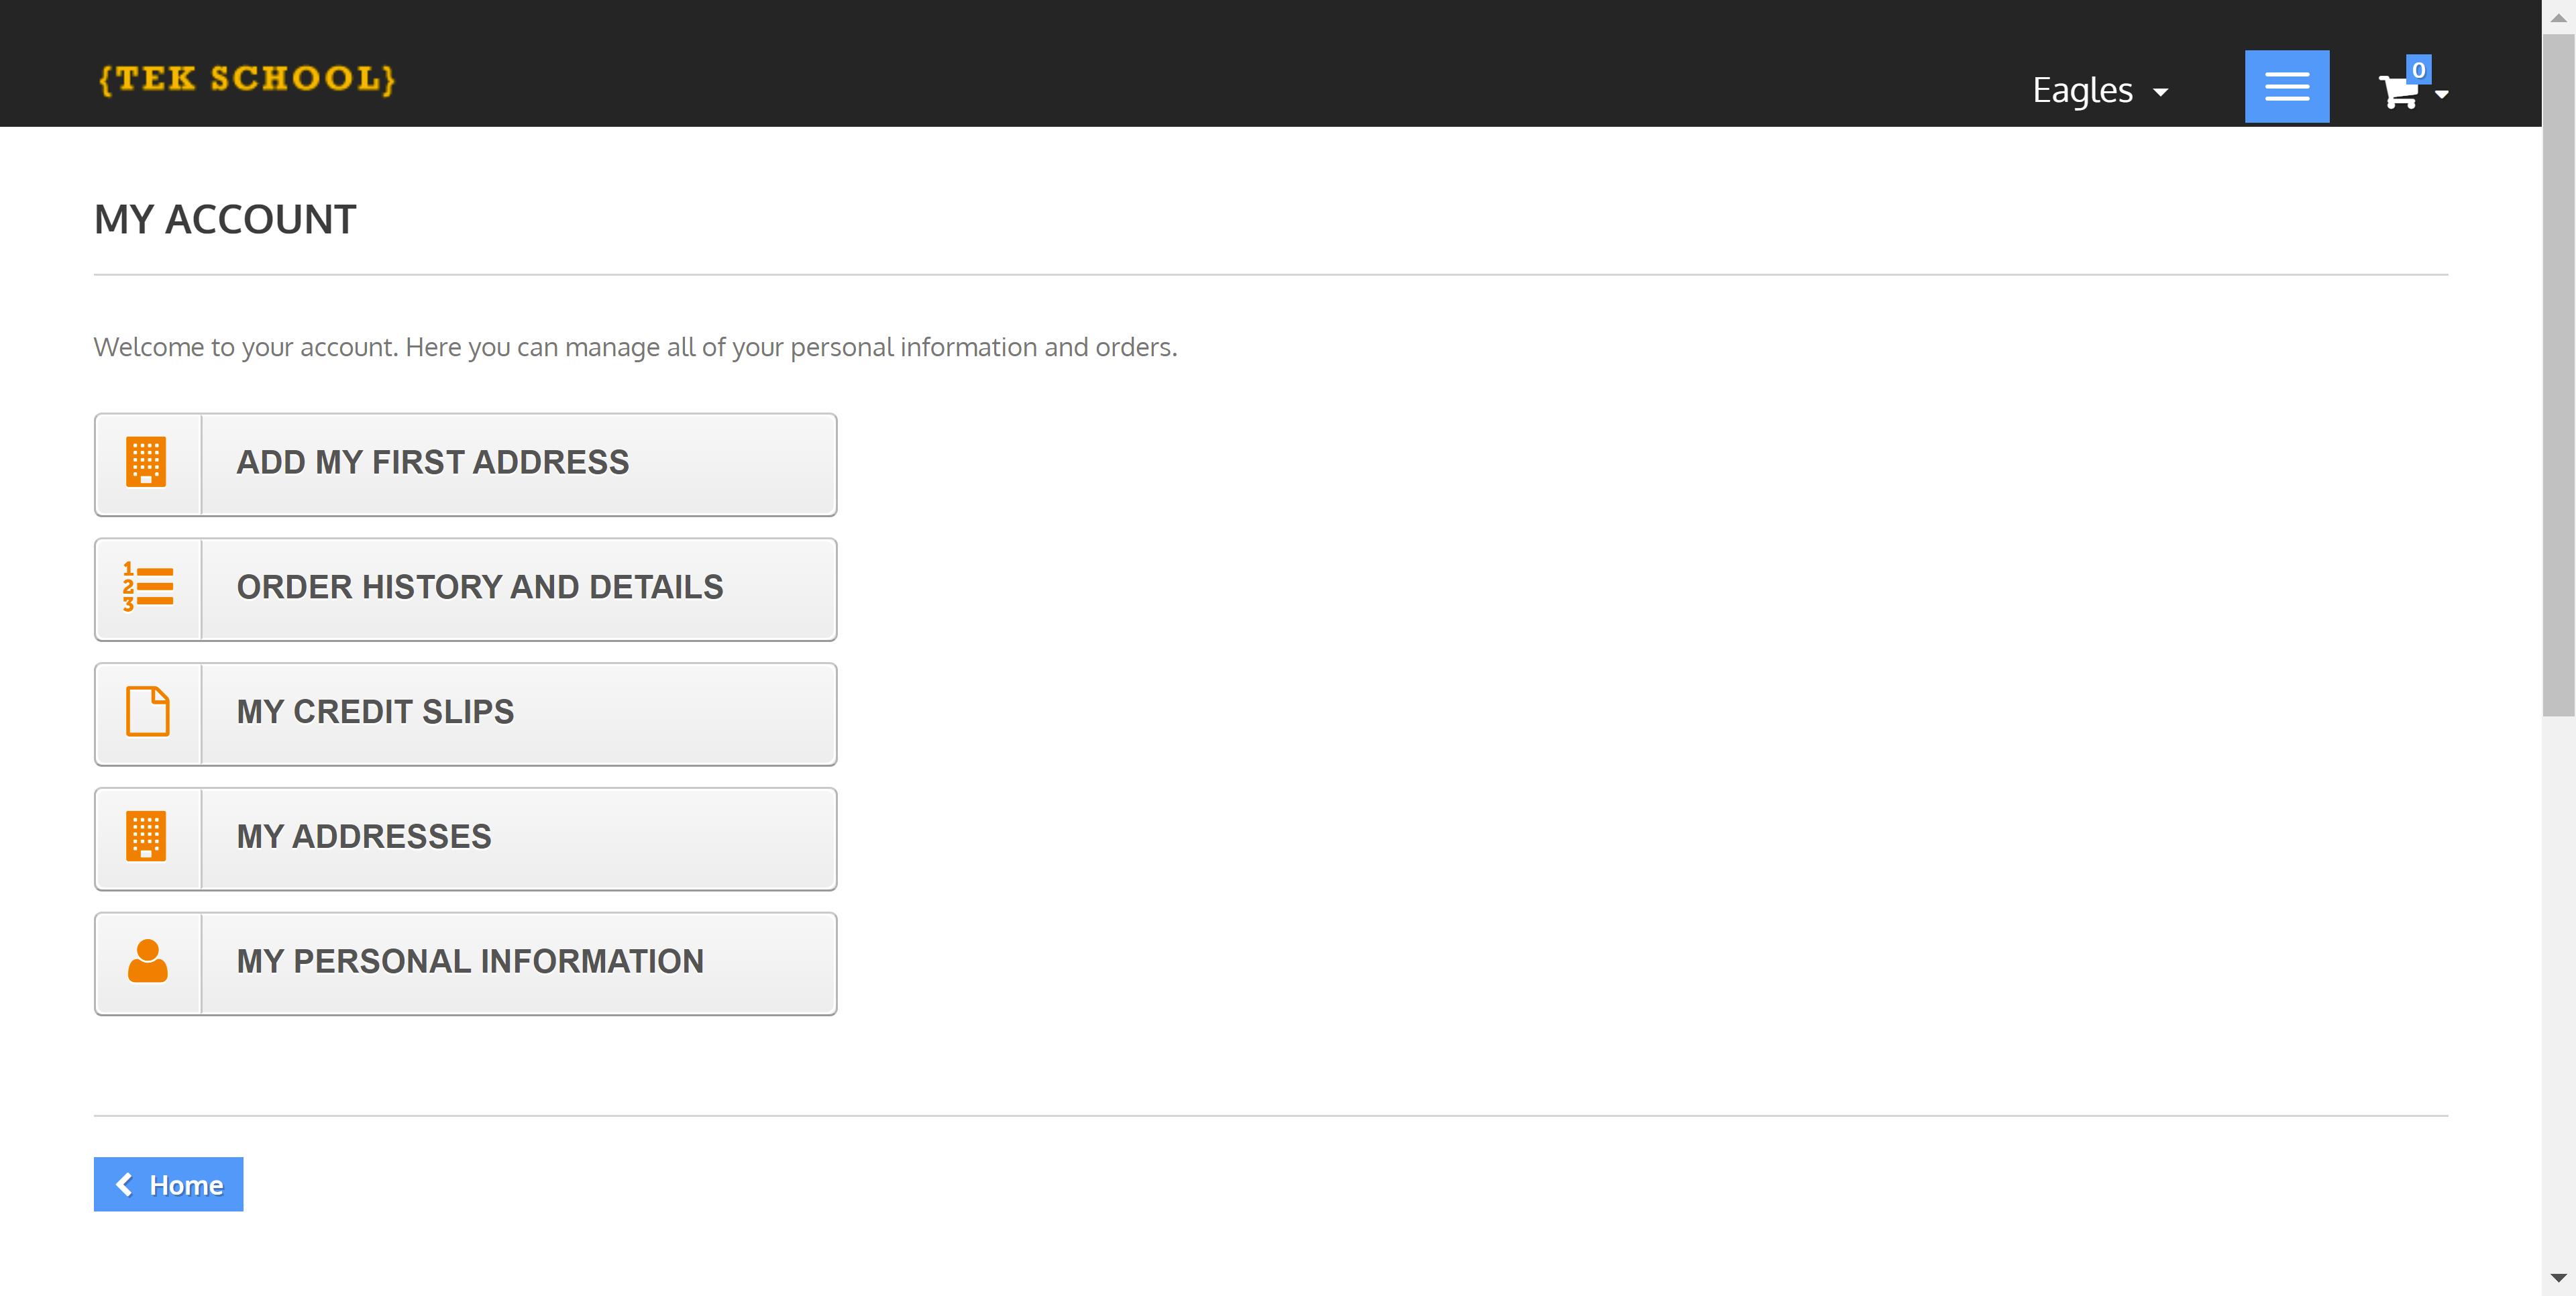 {TEK SCHOOL}
Eagles
0
MY ACCOUNT
Welcome to your account. Here you can manage all of your personal information and orders.
ADD MY FIRST ADDRESS
1
2
3
ORDER HISTORY AND DETAILS
MY CREDIT SLIPS
MY ADDRESSES
MY PERSONAL INFORMATION
Home